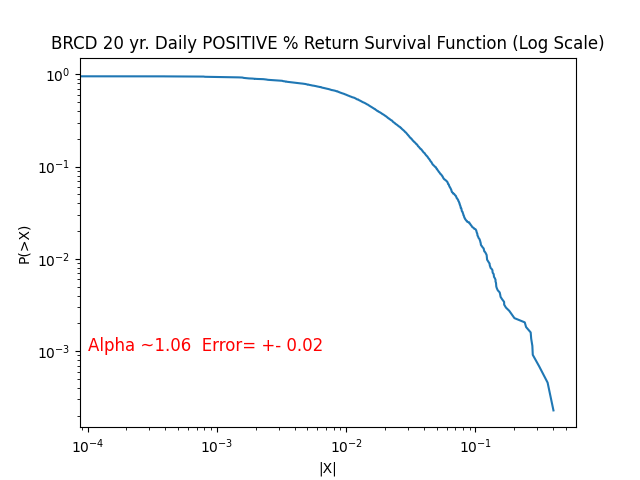 BRCD 20 yr. Daily POSITIVE % Return Survival Function (Log Scale)
10⁰
10⁻¹
10⁻²
10⁻³
P(>X)
Alpha ~1.06  Error= +- 0.02
10⁻⁴ 10⁻³ 10⁻² 10⁻¹
|X|